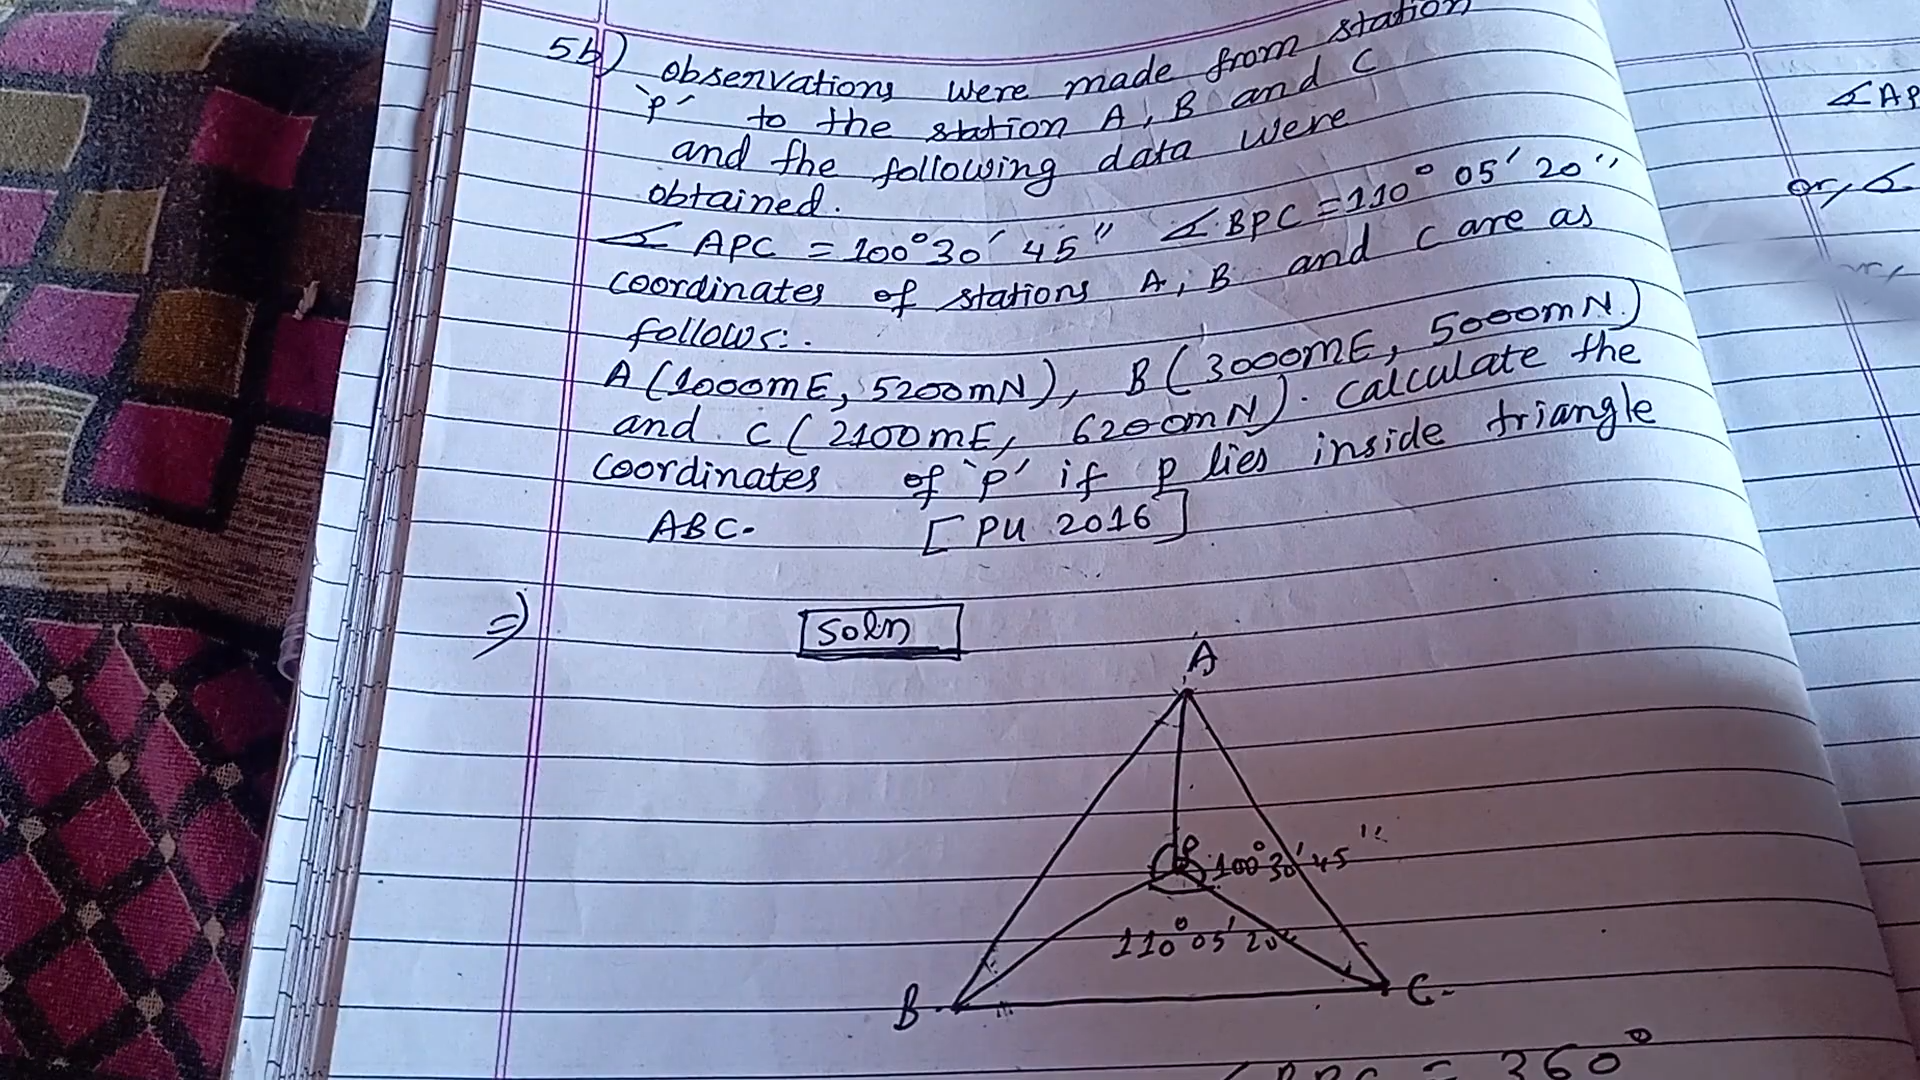 5b) observations were made from station
'P' to the station A, B and C
and the following data were
obtained.
∡ APC = 100° 30' 45" ∡ BPC = 110° 05' 20"
coordinates of stations A, B and C are as
follows:.
A (1000mE, 5200mN), B (3000mE, 5000mN)
and C (2100mE, 6200mN). Calculate the
coordinates of 'P' if P lies inside triangle
ABC. [PU 2016]
=) Soln
A
P 100° 30' 45"
110° 05' 20"
B C
= 360°
∡AP
or, ∡
or,